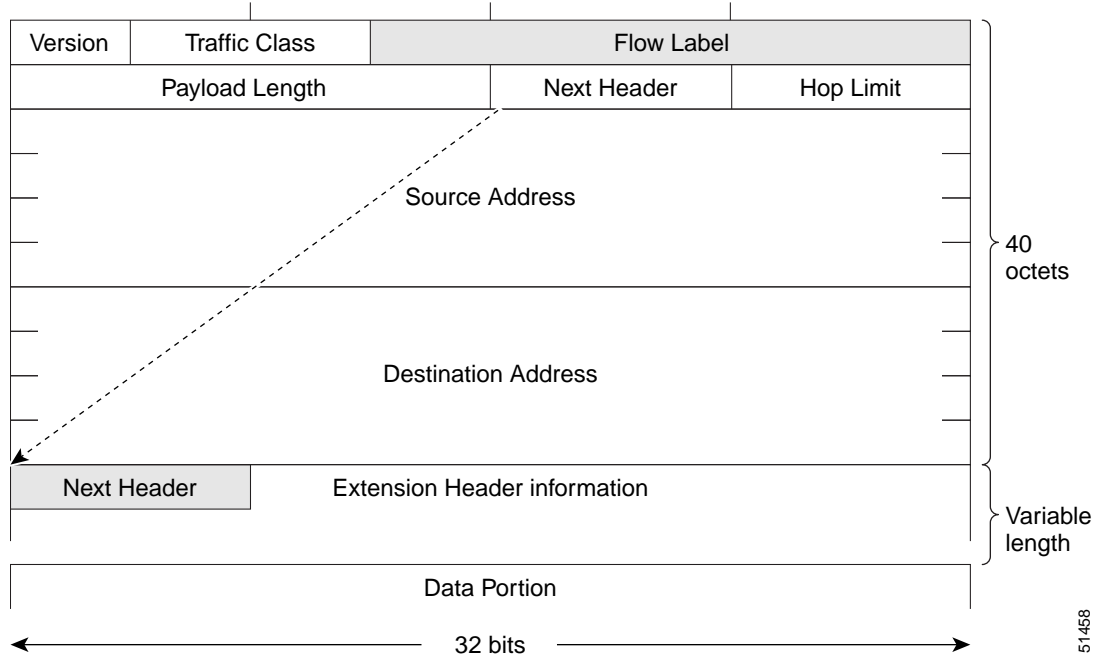 Version
Traffic Class
Flow Label
Payload Length
Next Header
Hop Limit
Source Address
40
octets
Destination Address
Next Header
Extension Header information
Variable
length
Data Portion
32 bits
51458